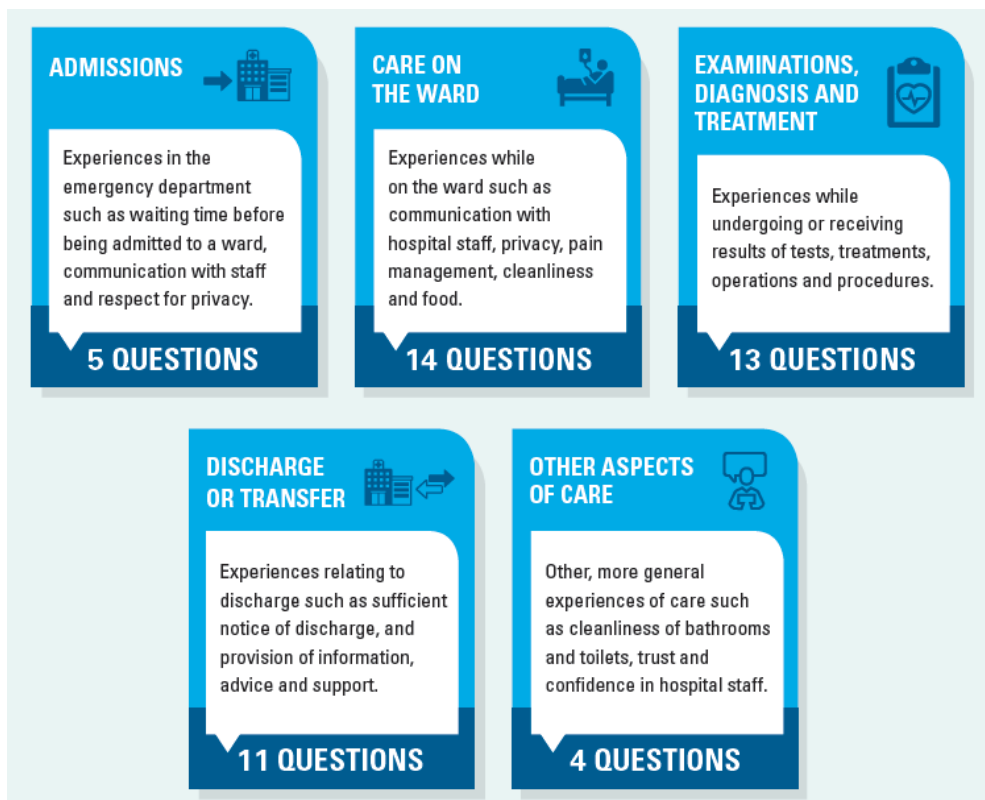 ADMISSIONS
Experiences in the
emergency department
such as waiting time before
being admitted to a ward,
communication with staff
and respect for privacy.
5 QUESTIONS
CARE ON
THE WARD
Experiences while
on the ward such as
communication with
hospital staff, privacy, pain
management, cleanliness
and food.
14 QUESTIONS
EXAMINATIONS,
DIAGNOSIS AND
TREATMENT
Experiences while
undergoing or receiving
results of tests, treatments,
operations and procedures.
13 QUESTIONS
DISCHARGE
OR TRANSFER
Experiences relating to
discharge such as sufficient
notice of discharge, and
provision of information,
advice and support.
11 QUESTIONS
OTHER ASPECTS
OF CARE
Other, more general
experiences of care such
as cleanliness of bathrooms
and toilets, trust and
confidence in hospital staff.
4 QUESTIONS